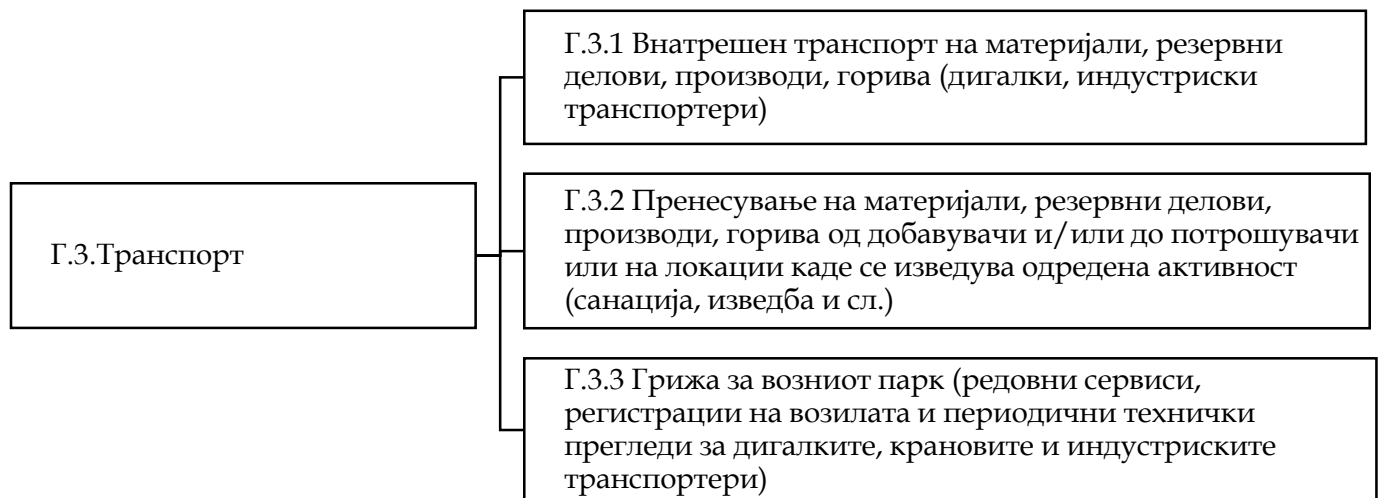 Г.3.1 Внатрешен транспорт на материјали, резервни
делови, производи, горива (дигалки, индустриски
транспортери)
Г.3.Транспорт
Г.3.2 Пренесување на материјали, резервни делови,
производи, горива од добавувачи и/или до потрошувачи
или на локации каде се изведува одредена активност
(санација, изведба и сл.)
Г.3.3 Грижа за возниот парк (редовни сервиси,
регистрации на возилата и периодични технички
прегледи за дигалките, крановите и индустриските
транспортери)